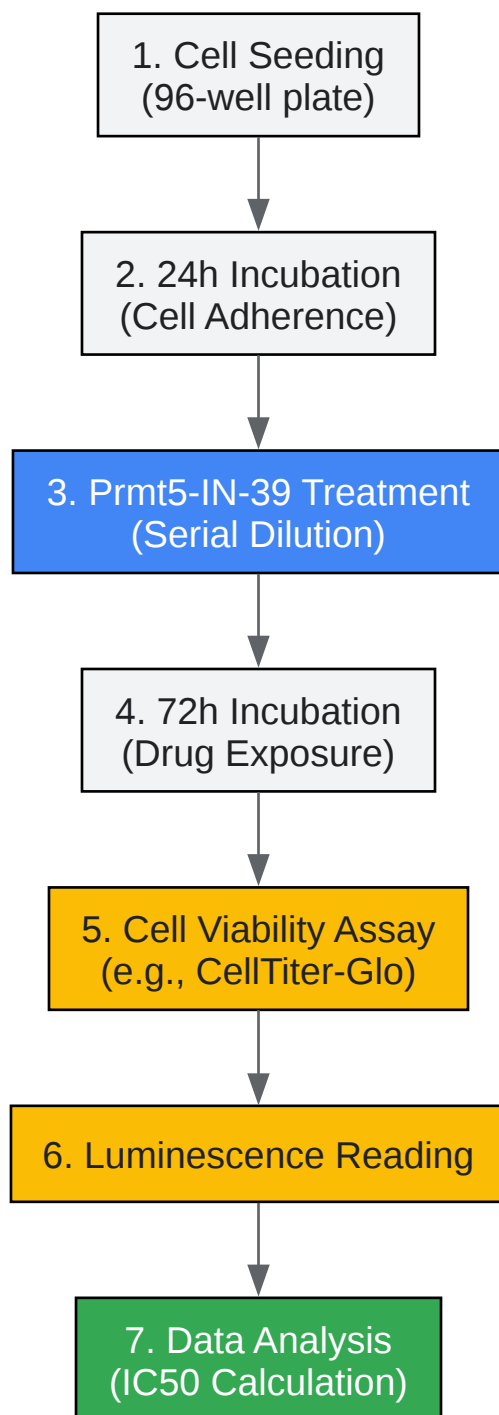 1. Cell Seeding
(96-well plate)
2. 24h Incubation
(Cell Adherence)
3. Prmt5-IN-39 Treatment
(Serial Dilution)
4. 72h Incubation
(Drug Exposure)
5. Cell Viability Assay
(e.g., CellTiter-Glo)
6. Luminescence Reading
7. Data Analysis
(IC50 Calculation)